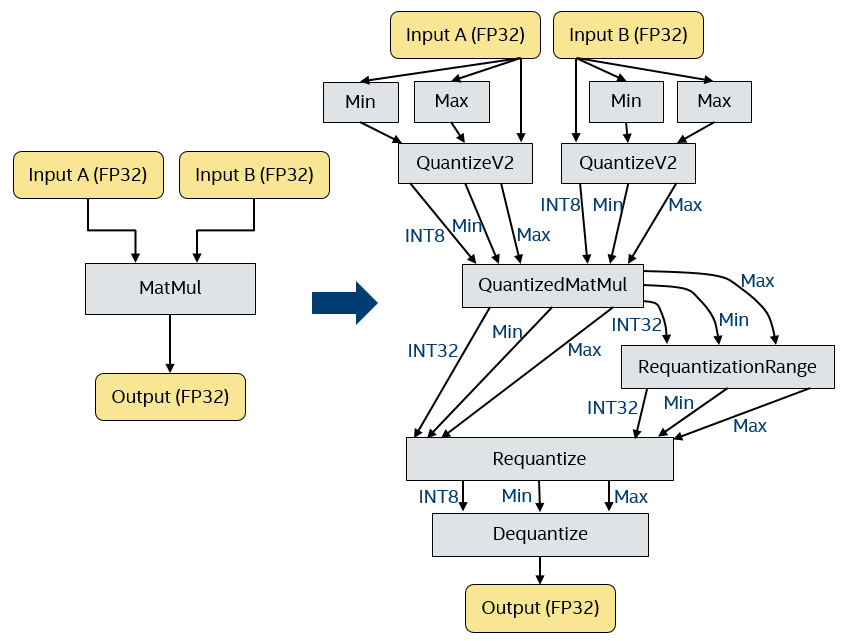 Input A (FP32)
Input B (FP32)
Min
Max
Min
Max
QuantizeV2
QuantizeV2
Input A (FP32)
Input B (FP32)
INT8
Min
Max
INT8
Min
Max
MatMul
QuantizedMatMul
Max
Min
INT32
INT32
Min
Max
RequantizationRange
Output (FP32)
INT32
Min
Max
Requantize
INT8
Min
Max
Dequantize
Output (FP32)